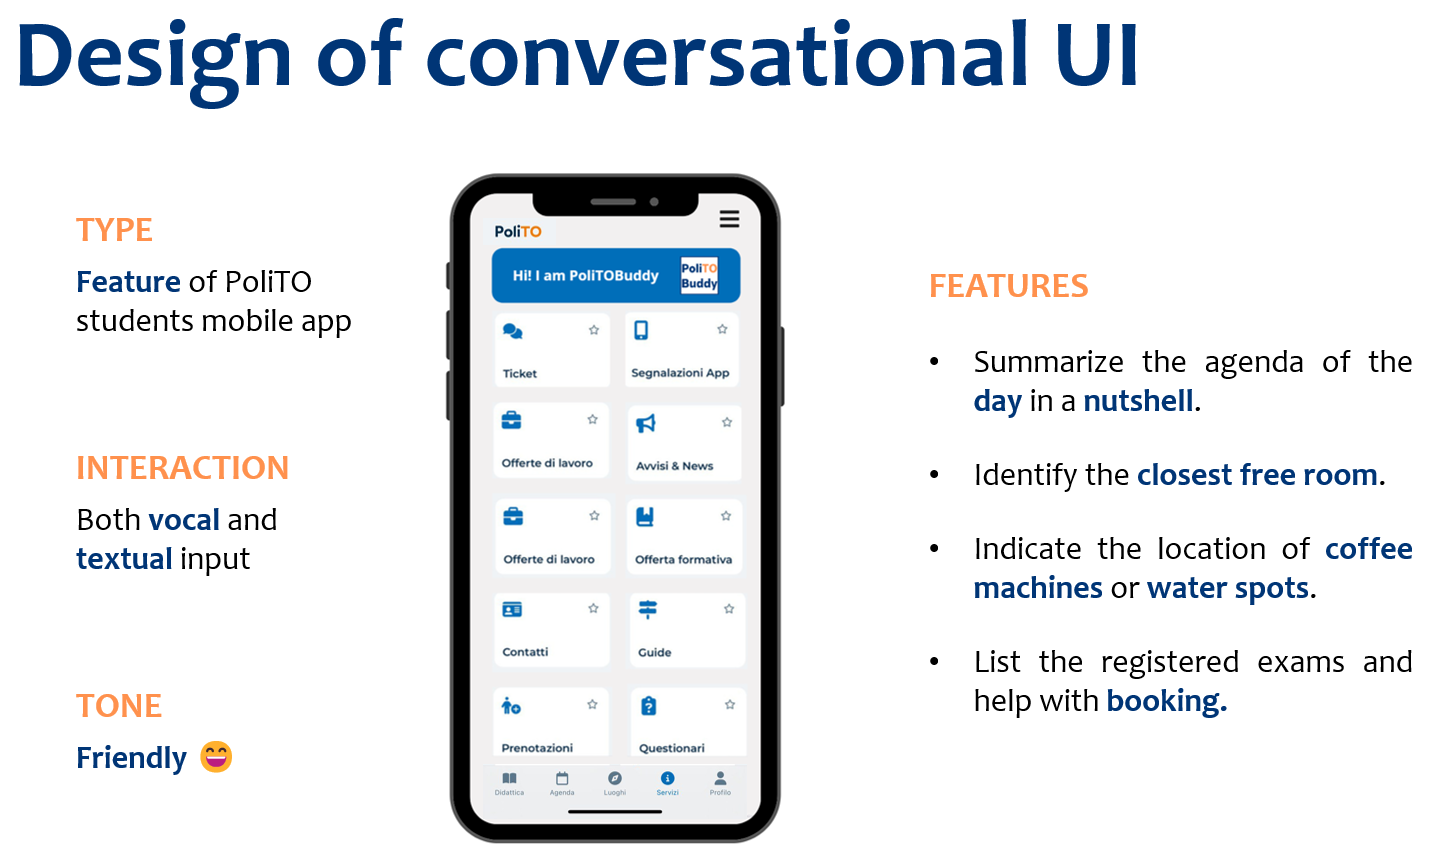 Design of conversational UI
TYPE
Feature of PoliTO
students mobile app
INTERACTION
Both vocal and
textual input
TONE
Friendly 😄
PoliTO
Hi! I am PoliTOBuddy
PoliTO
Buddy
Ticket
Segnalazioni App
Offerte di lavoro
Avvisi & News
Offerte di lavoro
Offerta formativa
Contatti
Guide
Prenotazioni
Questionari
Didattica
Agenda
Luoghi
Servizi
Profilo
FEATURES
• Summarize the agenda of the
day in a nutshell.
• Identify the closest free room.
• Indicate the location of coffee
machines or water spots.
• List the registered exams and
help with booking.